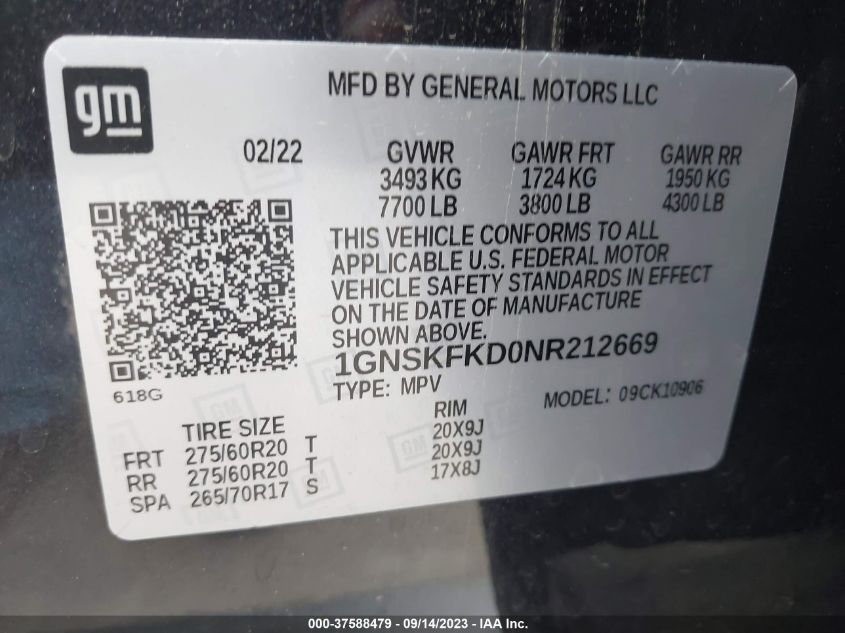 gm
MFD BY GENERAL MOTORS LLC
02/22
GVWR GAWR FRT GAWR RR
3493 KG 1724 KG 1950 KG
7700 LB 3800 LB 4300 LB
THIS VEHICLE CONFORMS TO ALL
APPLICABLE U.S. FEDERAL MOTOR
VEHICLE SAFETY STANDARDS IN EFFECT
ON THE DATE OF MANUFACTURE
SHOWN ABOVE.
1GNSKFKD0NR212669
TYPE: MPV MODEL: 09CK10906
618G
TIRE SIZE RIM
FRT 275/60R20 T 20X9J
RR 275/60R20 T 20X9J
SPA 265/70R17 S 17X8J
000-37588479 - 09/14/2023 - IAA Inc.